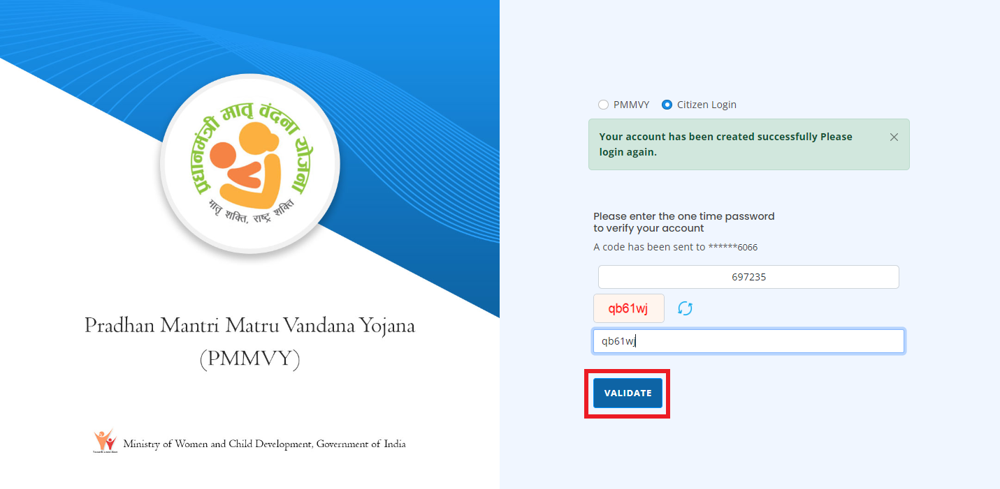 प्रधानमंत्री मातृ वंदना योजना
मातृ शक्ति, राष्ट्र शक्ति
Pradhan Mantri Matru Vandana Yojana
(PMMVY)
Ministry of Women and Child Development, Government of India
PMMVY Citizen Login
Your account has been created successfully Please
login again.
Please enter the one time password
to verify your account
A code has been sent to ******6066
697235
qb61wj
qb61wj
VALIDATE